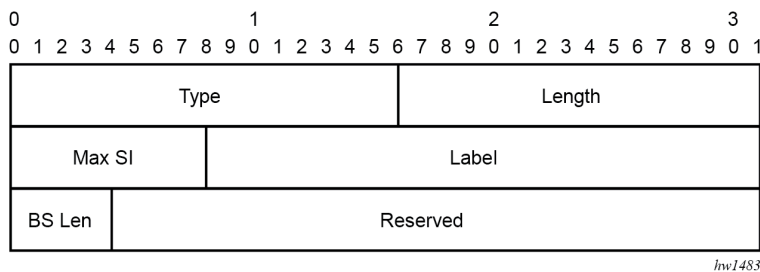 0 1 2 3
0 1 2 3 4 5 6 7 8 9 0 1 2 3 4 5 6 7 8 9 0 1 2 3 4 5 6 7 8 9 0 1
Type Length
Max SI Label
BS Len Reserved
hw1483